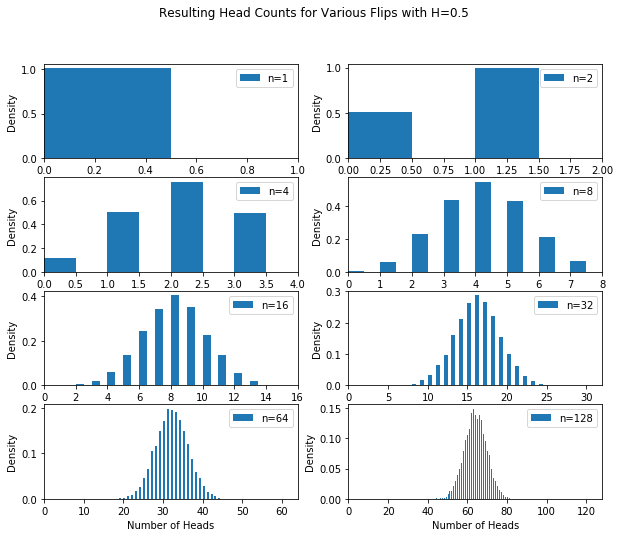 Resulting Head Counts for Various Flips with H=0.5
1.0
0.5
0.0
Density
n=1
0.0 0.2 0.4 0.6 0.8 1.0
1.0
0.5
0.0
Density
n=2
0.00 0.25 0.50 0.75 1.00 1.25 1.50 1.75 2.00
0.6
0.4
0.2
0.0
Density
n=4
0.0 0.5 1.0 1.5 2.0 2.5 3.0 3.5 4.0
0.4
0.2
0.0
Density
n=8
0 1 2 3 4 5 6 7 8
0.4
0.2
0.0
Density
n=16
0 2 4 6 8 10 12 14 16
0.3
0.2
0.1
0.0
Density
n=32
0 5 10 15 20 25 30
0.2
0.1
0.0
Density
n=64
0 10 20 30 40 50 60
Number of Heads
0.15
0.10
0.05
0.00
Density
n=128
0 20 40 60 80 100 120
Number of Heads